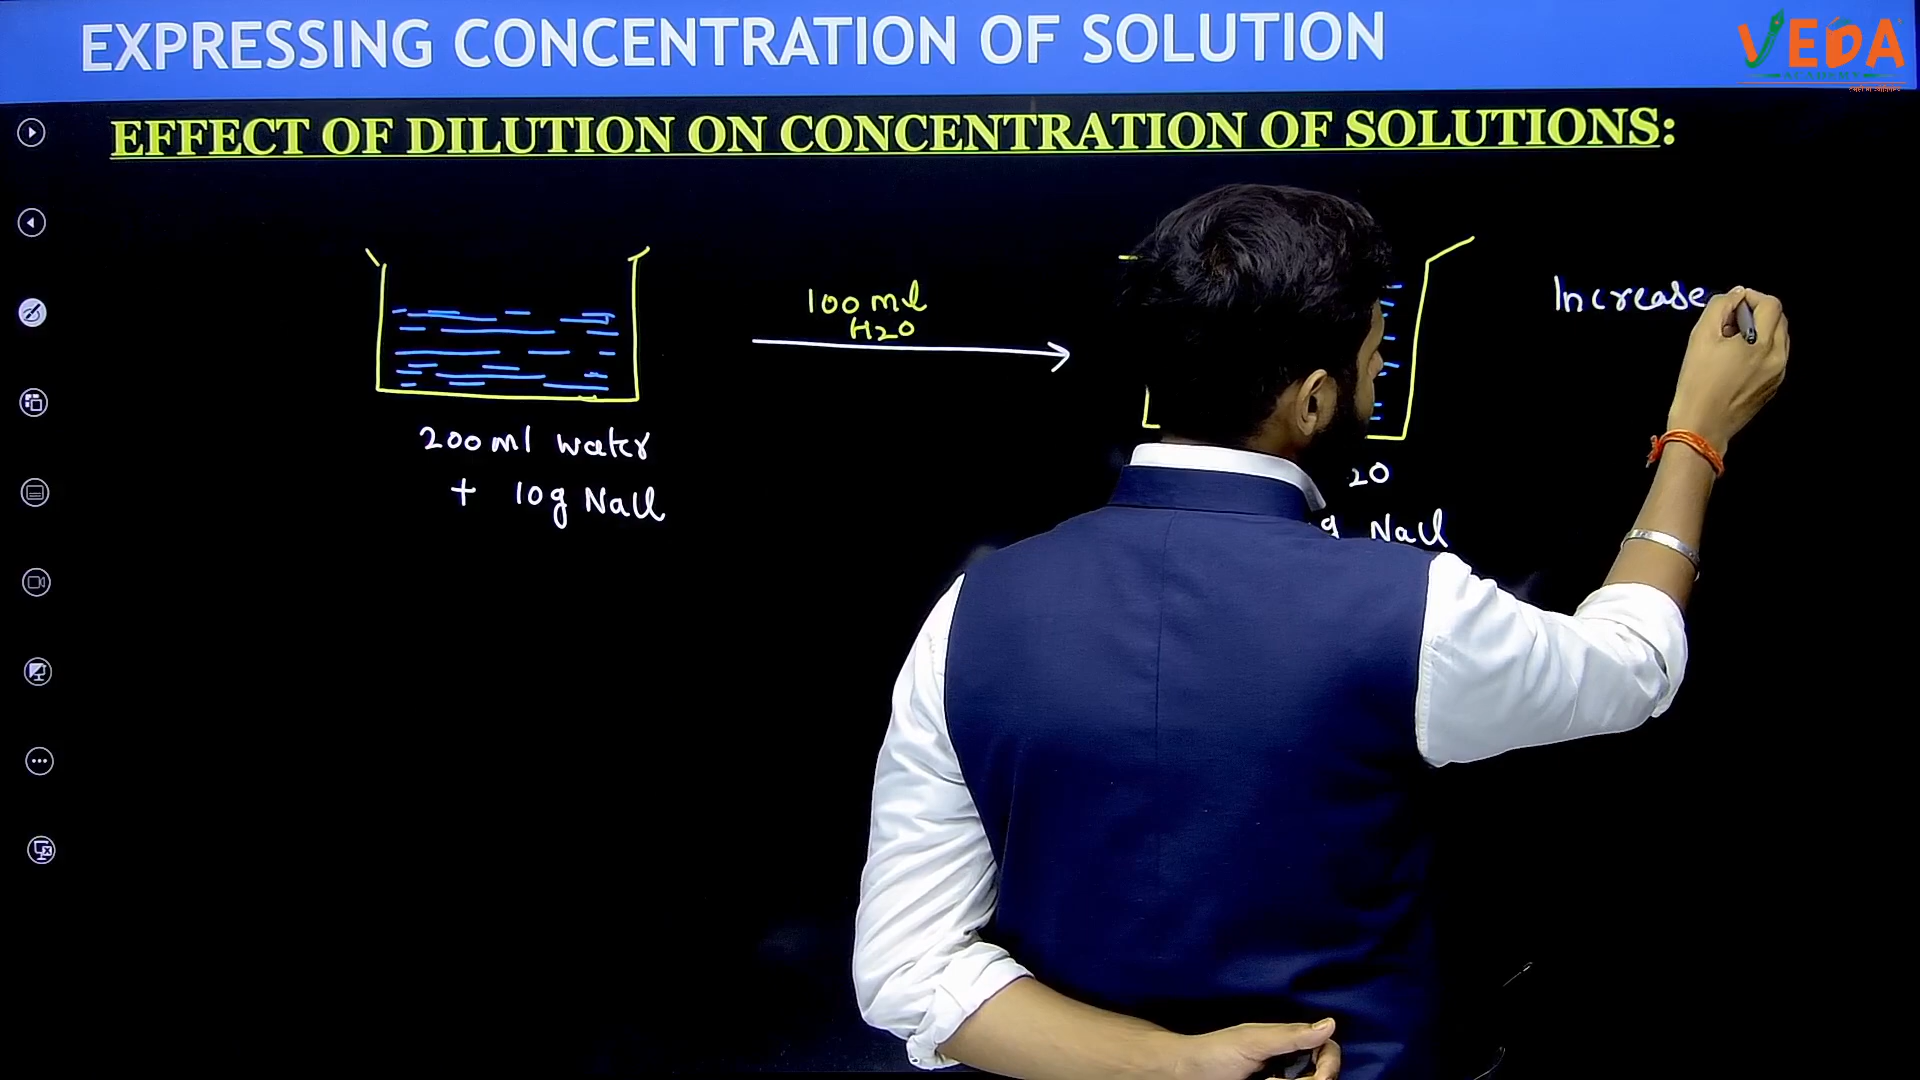 EXPRESSING CONCENTRATION OF SOLUTION
VEDA
ACADEMY
EFFECT OF DILUTION ON CONCENTRATION OF SOLUTIONS:
100 ml
H2O
Increase
200 ml water
+ 10g NaCl
20
g NaCl